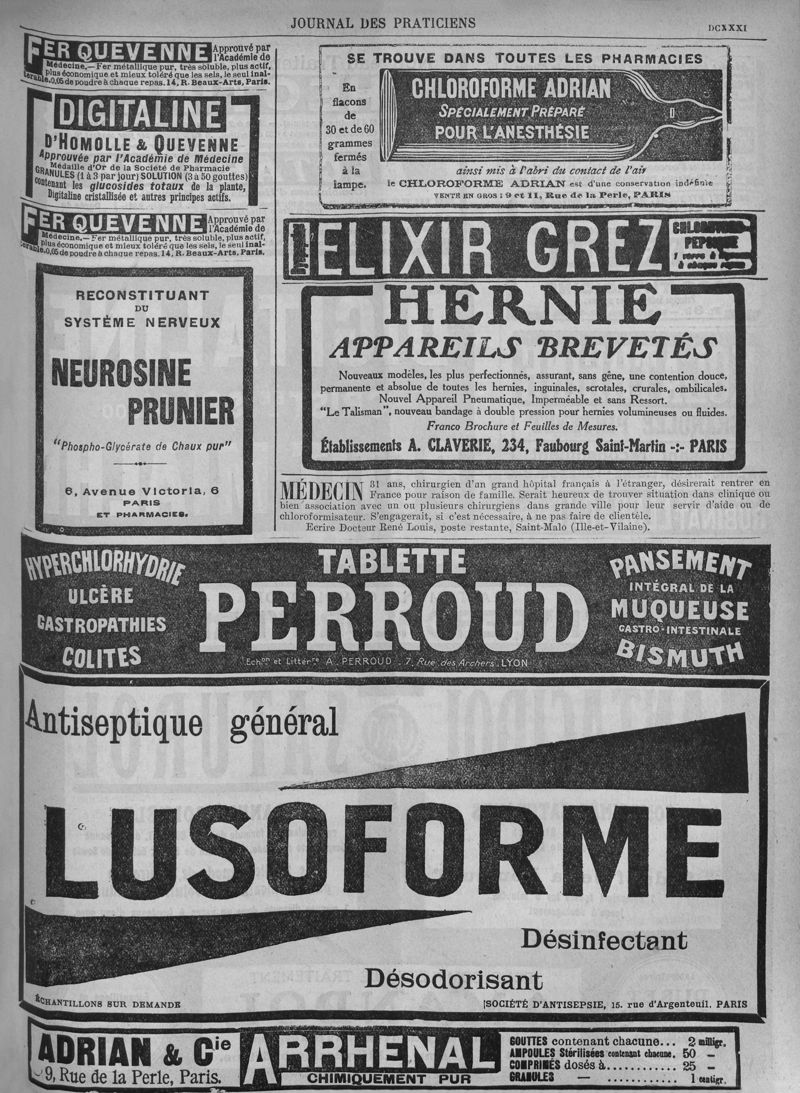 JOURNAL DES PRATICIENS
DCXXXI
FER QUEVENNE Approuvé par
l'Académie de
Médecine.— Fer métallique pur, très soluble, plus actif,
plus économique et mieux toléré que les sels, le seul inal-
térable. 0,05 de poudre à chaque repas. 14, R. Beaux-Arts, Paris.
DIGITALINE
D'HOMOLLE & QUEVENNE
Approuvée par l'Académie de Médecine
Médaille d'Or de la Société de Pharmacie
GRANULES (1 à 3 par jour) SOLUTION (3 à 50 gouttes)
contenant les glucosides totaux de la plante,
Digitaline cristallisée et autres principes actifs.
FER QUEVENNE Approuvé par
l'Académie de
Médecine.— Fer métallique pur, très soluble, plus actif,
plus économique et mieux toléré que les sels, le seul inal-
térable. 0,05 de poudre à chaque repas. 14, R. Beaux-Arts, Paris.
RECONSTITUANT
DU
SYSTÈME NERVEUX
NEUROSINE
PRUNIER
"Phospho-Glycérate de Chaux pur"
6, Avenue Victoria, 6
PARIS
ET PHARMACIES.
SE TROUVE DANS TOUTES LES PHARMACIES
En
flacons
de
30 et de 60
grammes
fermés
à la
lampe.
CHLOROFORME ADRIAN
SPÉCIALEMENT PRÉPARÉ
POUR L'ANESTHÉSIE
ainsi mis à l'abri du contact de l'air
le CHLOROFORME ADRIAN est d'une conservation indéfinie
VENTE EN GROS : 9 et 11, Rue de la Perle, PARIS
ELIXIR GREZ
PEPSIQUE
1 verre à liqueur
à chaque repas
HERNIE
APPAREILS BREVETÉS
Nouveaux modèles, les plus perfectionnés, assurant, sans gêne, une contention douce,
permanente et absolue de toutes les hernies, inguinales, scrotales, crurales, ombilicales.
Nouvel Appareil Pneumatique, Imperméable et sans Ressort.
"Le Talisman", nouveau bandage à double pression pour hernies volumineuses ou fluides.
Franco Brochure et Feuilles de Mesures.
Établissements A. CLAVERIE, 234, Faubourg Saint-Martin -:- PARIS
MÉDECIN 31 ans, chirurgien d'un grand hôpital français à l'étranger, désirerait rentrer en
France pour raison de famille. Serait heureux de trouver situation dans clinique ou
bien association avec un ou plusieurs chirurgiens dans grande ville pour leur servir d'aide ou de
chloroformisateur. S'engagerait, si c'est nécessaire, à ne pas faire de clientèle.
Ecrire Docteur René Louis, poste restante, Saint-Malo (Ille-et-Vilaine).
HYPERCHLORHYDRIE
ULCÈRE
GASTROPATHIES
COLITES
TABLETTE
PERROUD
Echons et Littérre A. PERROUD . 7, Rue des Archers. LYON
PANSEMENT
INTÉGRAL DE LA
MUQUEUSE
GASTRO-INTESTINALE
BISMUTH
Antiseptique général
LUSOFORME
Désinfectant
Désodorisant
ÉCHANTILLONS SUR DEMANDE
SOCIÉTÉ D'ANTISEPSIE, 15. rue d'Argenteuil. PARIS
ADRIAN & Cie
9, Rue de la Perle, Paris.
ARRHENAL
CHIMIQUEMENT PUR
GOUTTES contenant chacune... 2 milligr.
AMPOULES Stérilisées contenant chacune. 50 —
COMPRIMÉS dosés à............ 25 —
GRANULES — ............ 1 centigr.